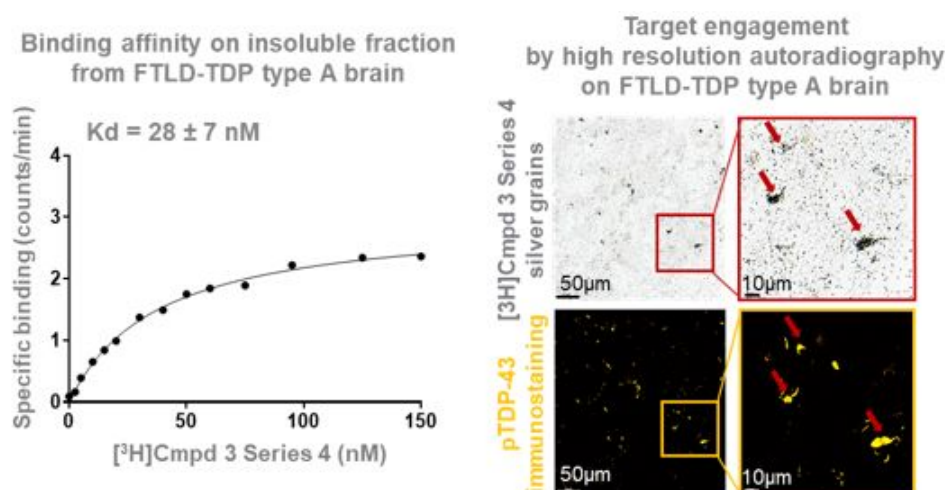 Binding affinity on insoluble fraction
from FTLD-TDP type A brain
Kd = 28 ± 7 nM
Specific binding (counts/min)
4
3
2
1
0
0
50
100
150
[³H]Cmpd 3 Series 4 (nM)
Target engagement
by high resolution autoradiography
on FTLD-TDP type A brain
[3H]Cmpd 3 Series 4
silver grains
50µm
10µm
pTDP-43
immunostaining
50µm
10µm